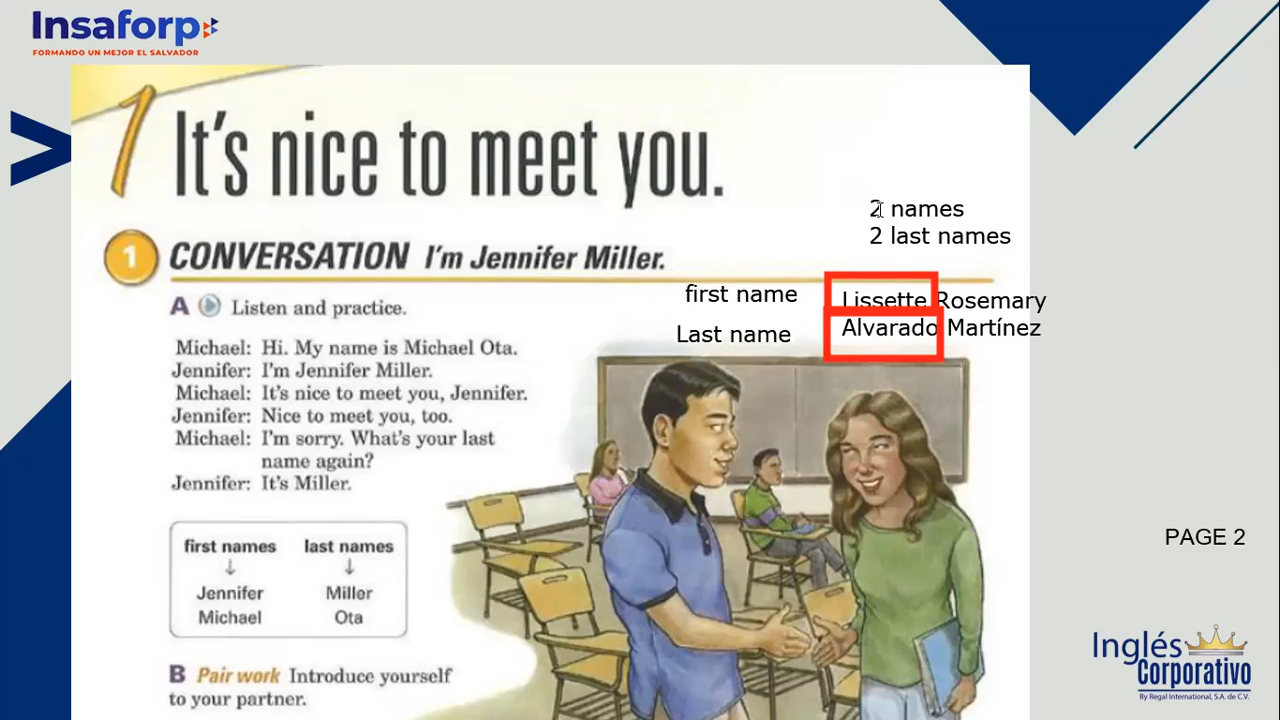 Insaforp
FORMANDO UN MEJOR EL SALVADOR
1 It's nice to meet you.
2 names
2 last names
1 CONVERSATION I'm Jennifer Miller.
first name Lissette Rosemary
Last name Alvarado Martínez
A Listen and practice.
Michael: Hi. My name is Michael Ota.
Jennifer: I'm Jennifer Miller.
Michael: It's nice to meet you, Jennifer.
Jennifer: Nice to meet you, too.
Michael: I'm sorry. What's your last
name again?
Jennifer: It's Miller.
first names last names
↓ ↓
Jennifer Miller
Michael Ota
B Pair work Introduce yourself
to your partner.
PAGE 2
Inglés
Corporativo
By Regal International, S.A. de C.V.